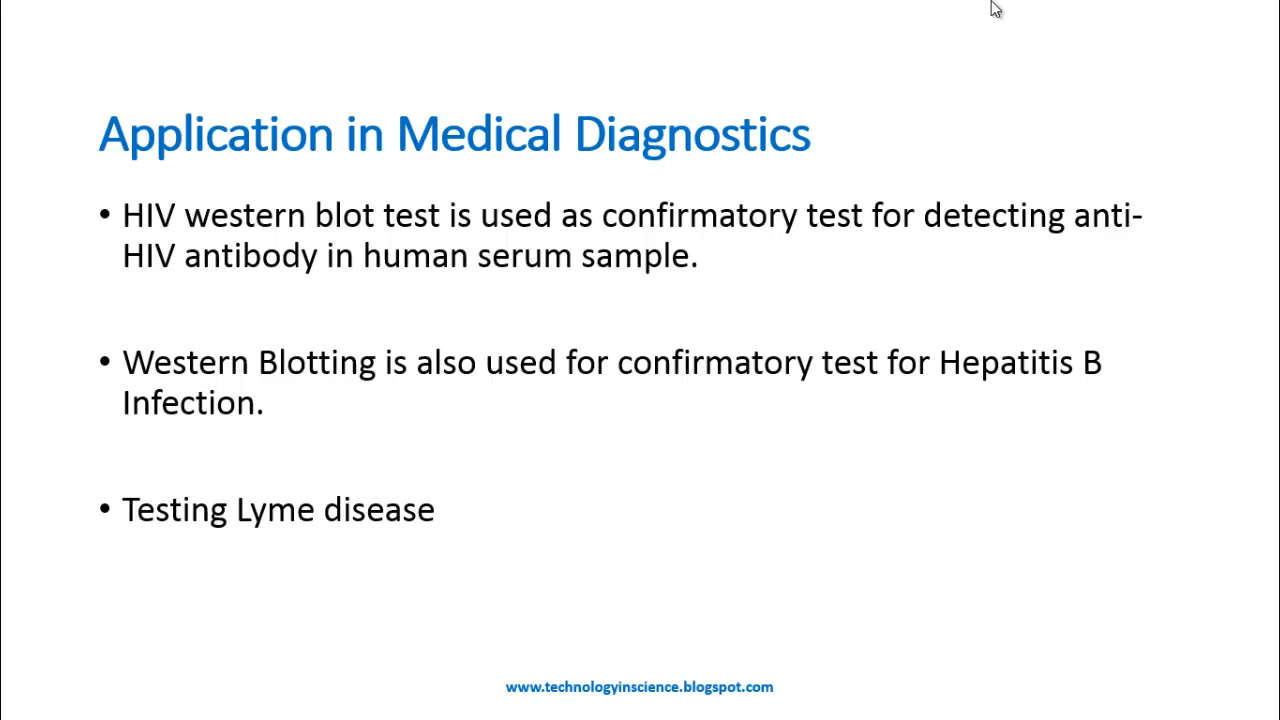 Application in Medical Diagnostics
• HIV western blot test is used as confirmatory test for detecting anti-
HIV antibody in human serum sample.
• Western Blotting is also used for confirmatory test for Hepatitis B
Infection.
• Testing Lyme disease
www.technologyinscience.blogspot.com